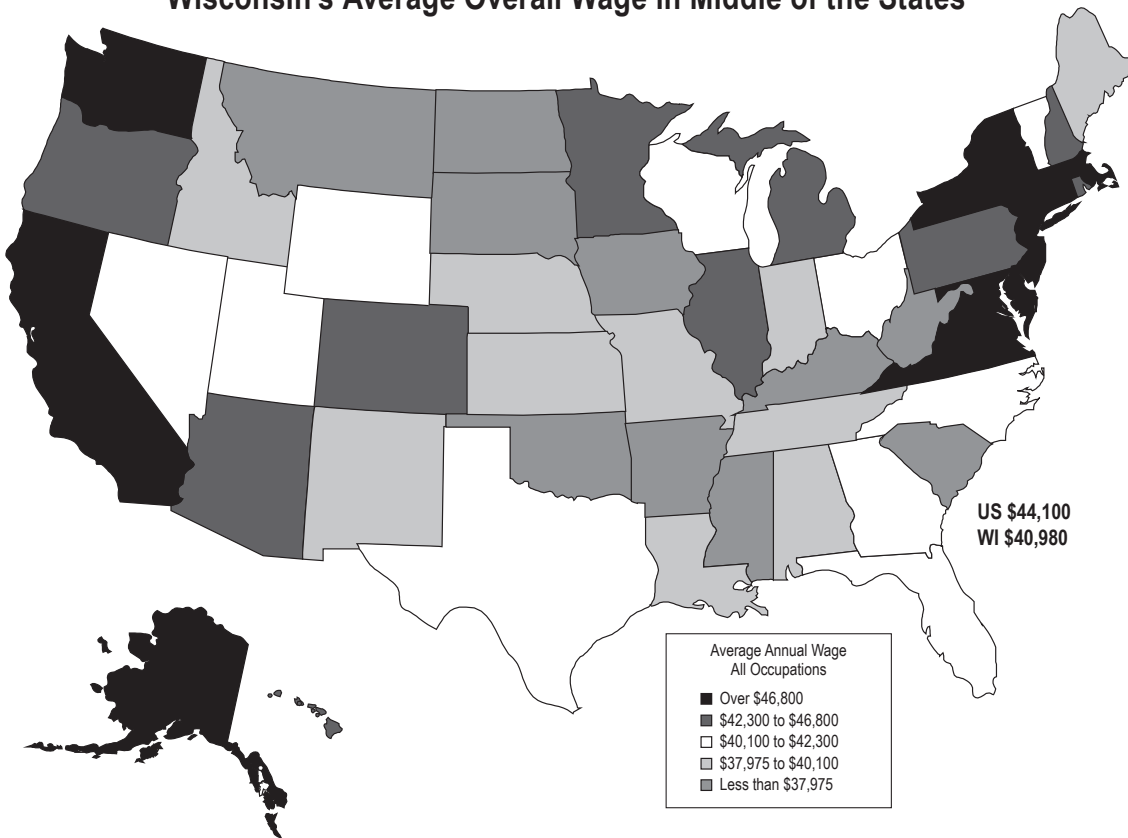 Wisconsin's Average Overall Wage in Middle of the States
US $44,100
WI $40,980
Average Annual Wage
All Occupations
Over $46,800
$42,300 to $46,800
$40,100 to $42,300
$37,975 to $40,100
Less than $37,975